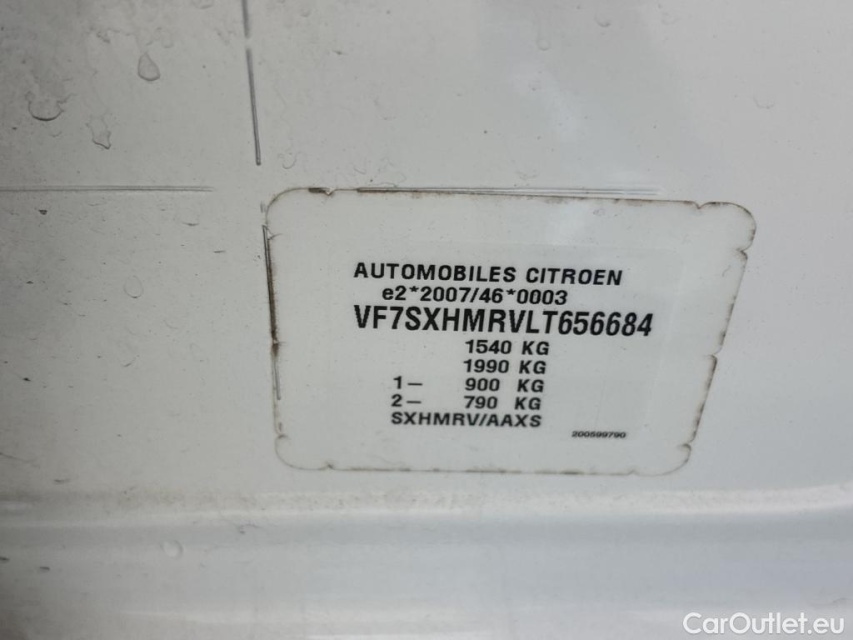 AUTOMOBILES CITROEN
e2*2007/46*0003
VF7SXHMRVLT656684
1540 KG
1990 KG
1— 900 KG
2— 790 KG
SXHMRV/AAXS
200599790
CarOutlet.eu